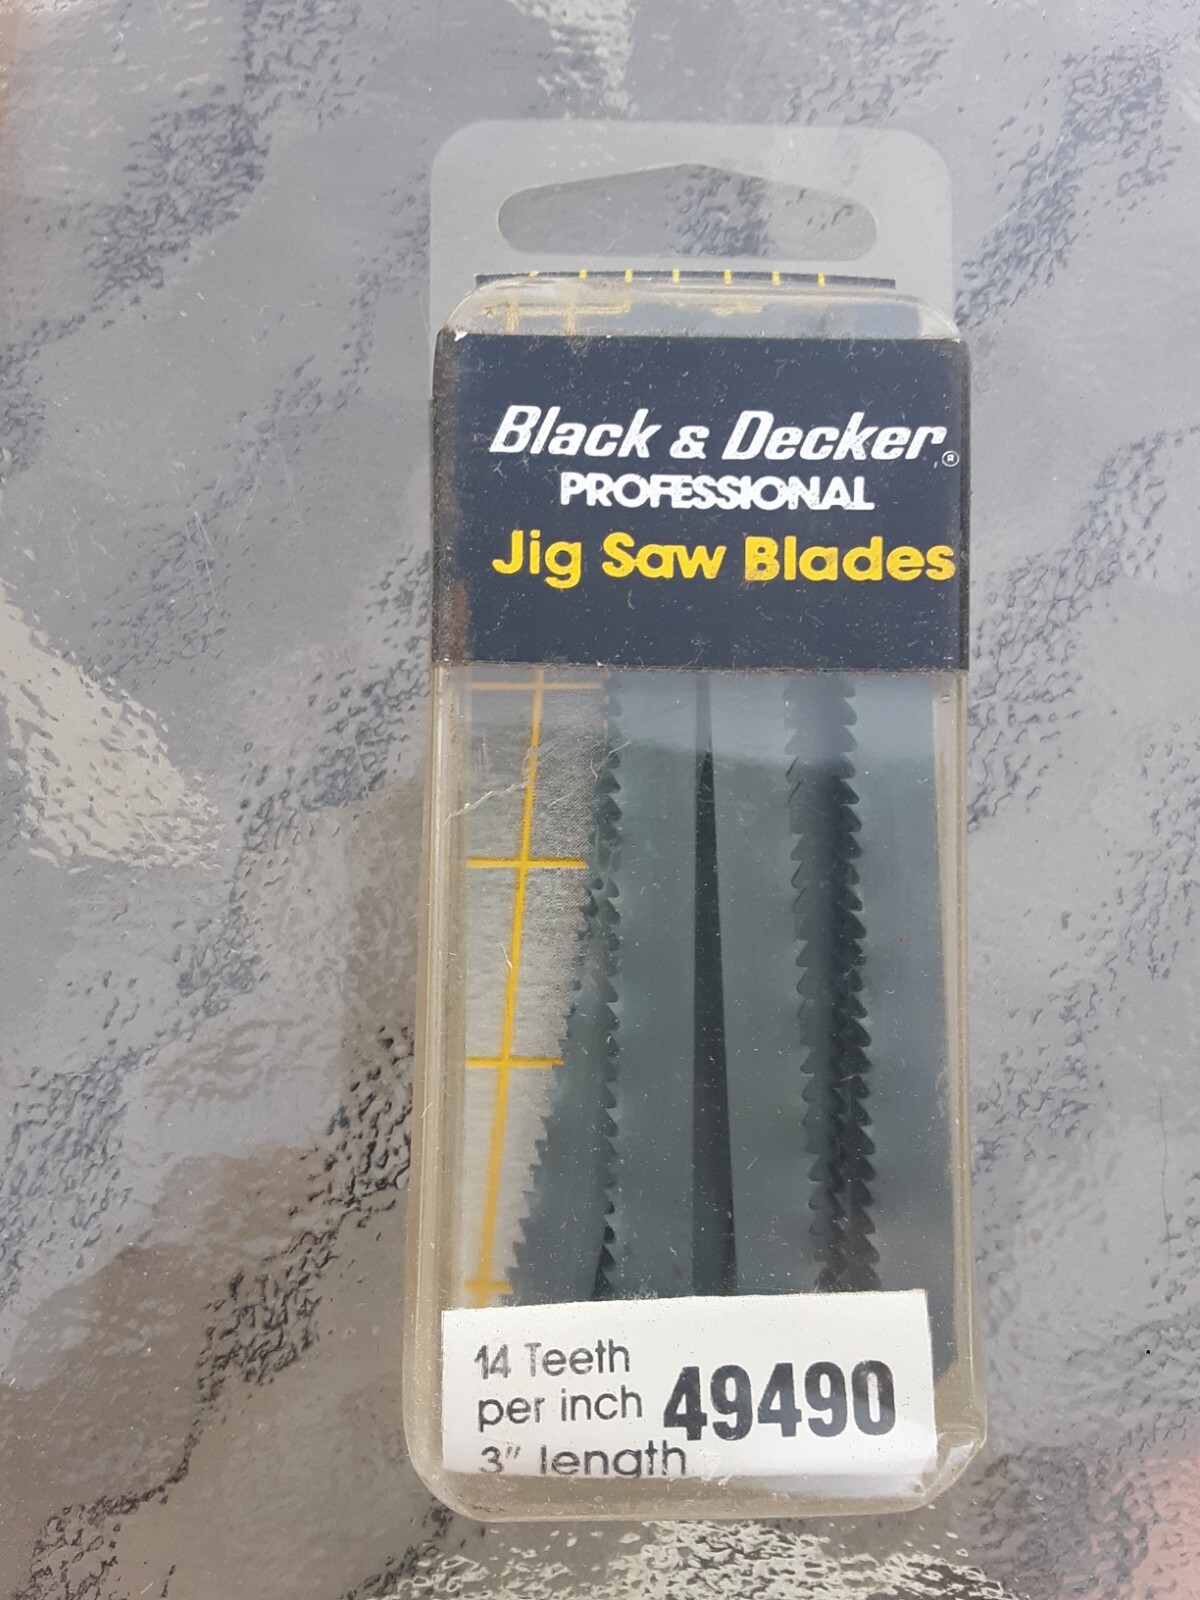 Black & Decker®
PROFESSIONAL
Jig Saw Blades
14 Teeth
per inch
3" length
49490